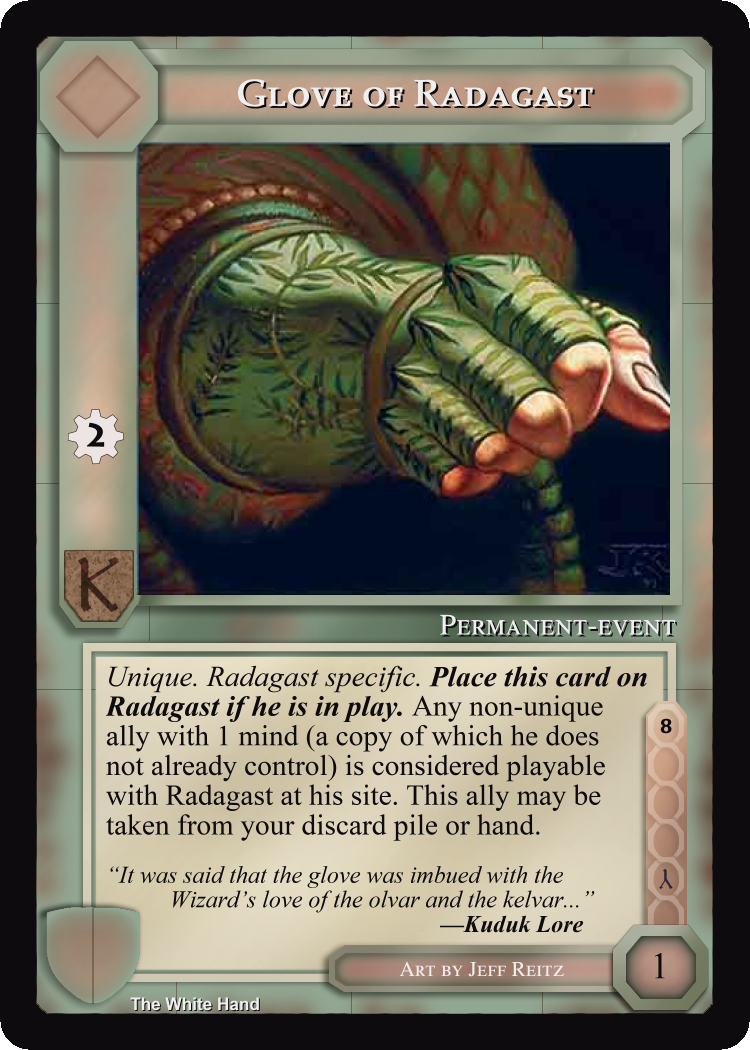 Glove of Radagast
2
K
Permanent-event
Unique. Radagast specific. Place this card on
Radagast if he is in play. Any non-unique
ally with 1 mind (a copy of which he does
not already control) is considered playable
with Radagast at his site. This ally may be
taken from your discard pile or hand.
8
“It was said that the glove was imbued with the
Wizard’s love of the olvar and the kelvar...”
—Kuduk Lore
Art by Jeff Reitz
1
The White Hand